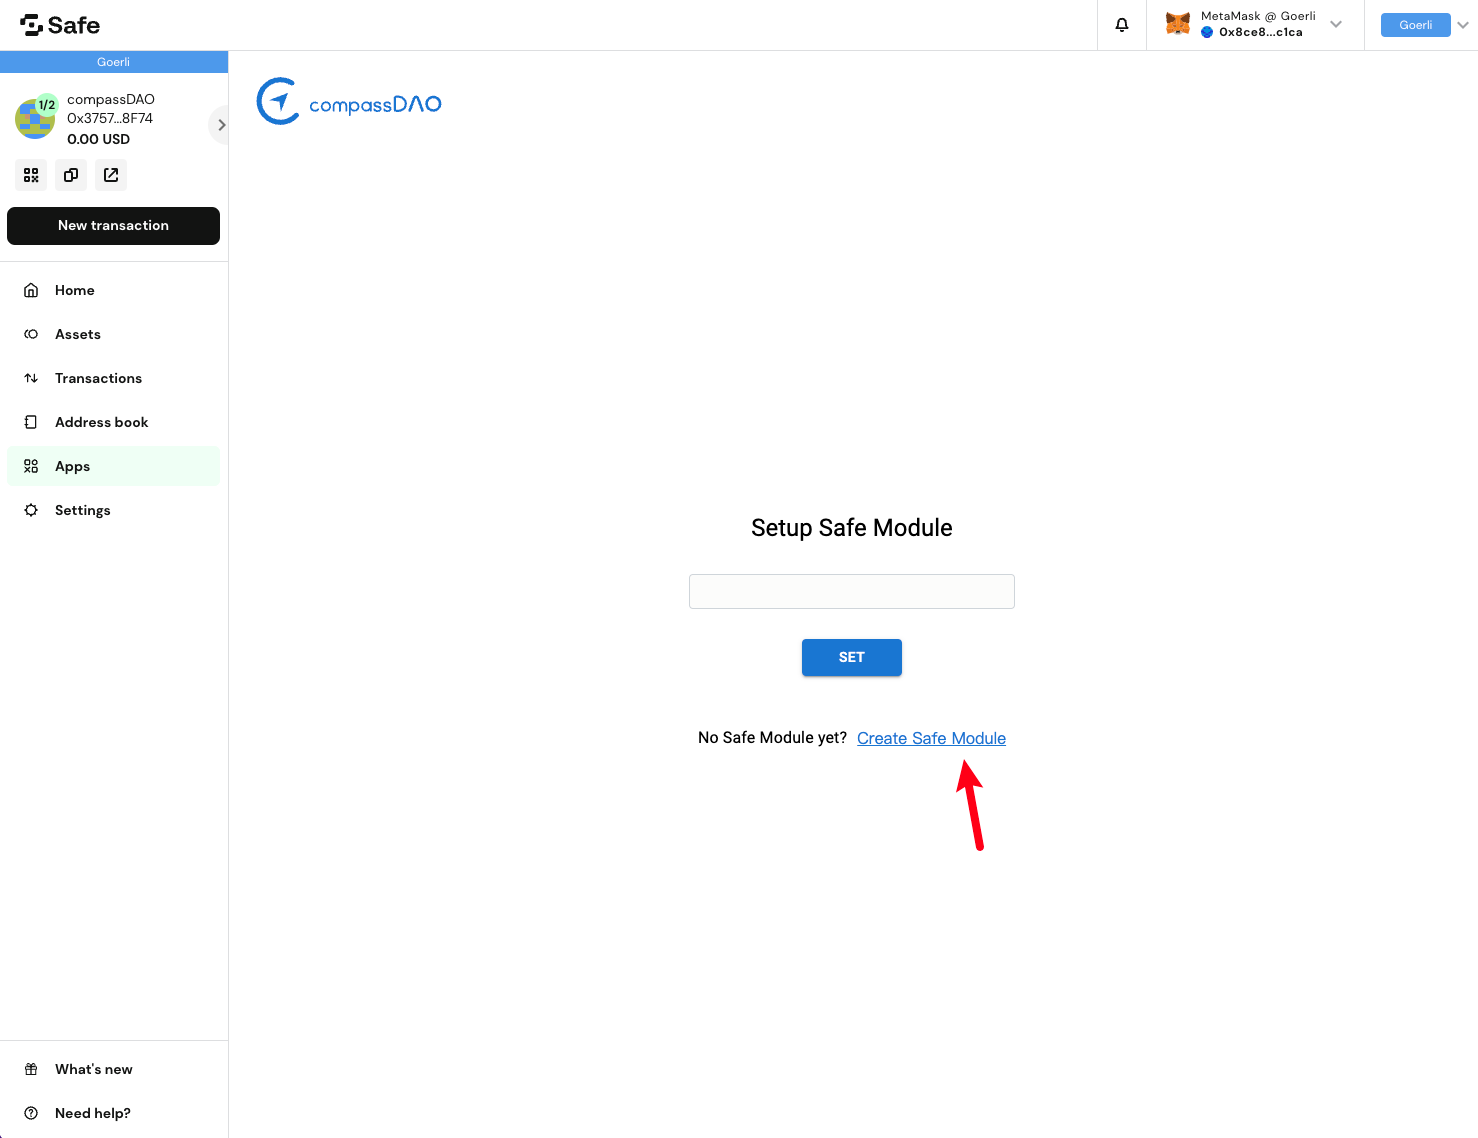 Safe
MetaMask @ Goerli
0x8ce8...c1ca
Goerli
Goerli
1/2
compassDAO
0x3757...8F74
0.00 USD
New transaction
Home
Assets
Transactions
Address book
Apps
Settings
What's new
Need help?
compassDAO
Setup Safe Module
SET
No Safe Module yet? Create Safe Module